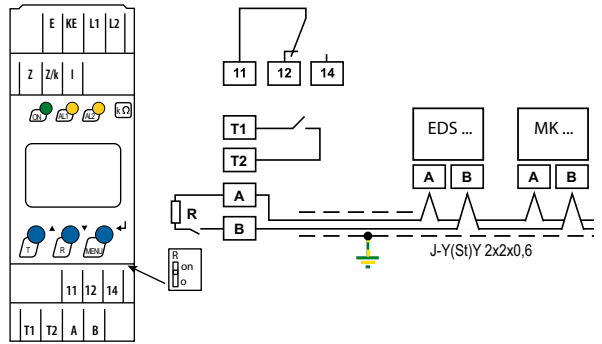 E KE L1 L2
Z Z/k I
ON AL1 AL2 kΩ
T R MENU
11 12 14
T1 T2 A B
R
on
o
11 12 14
T1
T2
A
R
B
EDS ...
A B
MK ...
A B
J-Y(St)Y 2x2x0,6